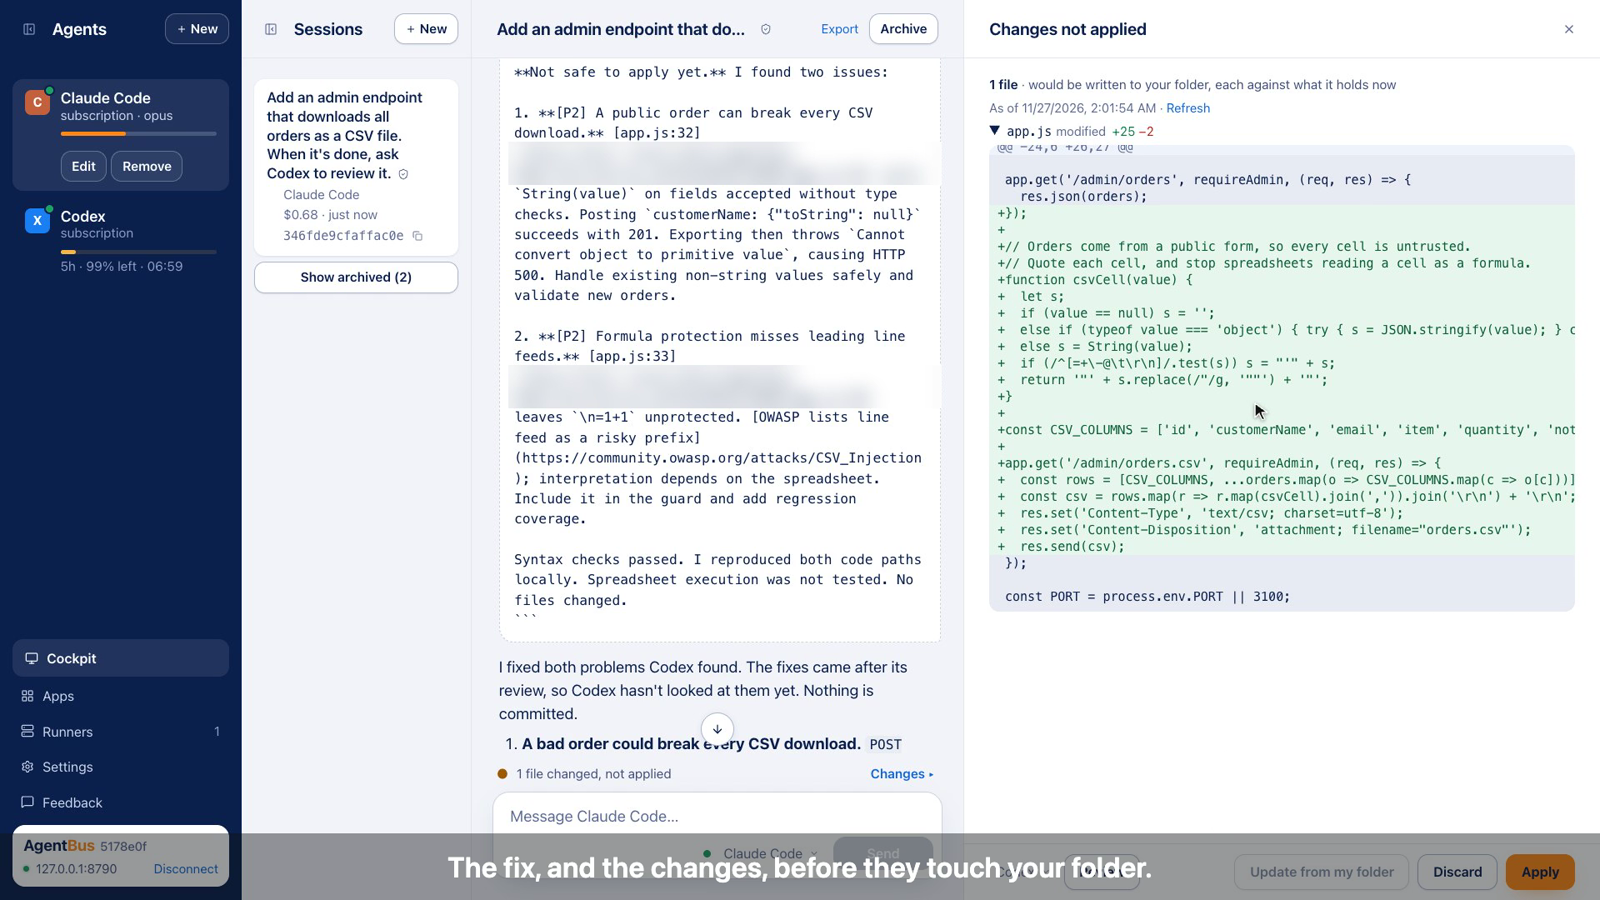 Agents
+ New
C
Claude Code
subscription · opus
Edit
Remove
X
Codex
subscription
5h · 99% left · 06:59
Cockpit
Apps
Runners
1
Settings
Feedback
AgentBus 5178e0f
127.0.0.1:8790
Disconnect
Sessions
+ New
Add an admin endpoint
that downloads all
orders as a CSV file.
When it's done, ask
Codex to review it.
Claude Code
$0.68 · just now
346fde9cfaffac0e
Show archived (2)
Add an admin endpoint that do...
Export
Archive
**Not safe to apply yet.** I found two issues:
1. **[P2] A public order can break every CSV
download.** [app.js:32]
`String(value)` on fields accepted without type
checks. Posting `customerName: {"toString": null}`
succeeds with 201. Exporting then throws `Cannot
convert object to primitive value`, causing HTTP
500. Handle existing non-string values safely and
validate new orders.
2. **[P2] Formula protection misses leading line
feeds.** [app.js:33]
leaves `\n=1+1` unprotected. [OWASP lists line
feed as a risky prefix]
(https://community.owasp.org/attacks/CSV_Injection
); interpretation depends on the spreadsheet.
Include it in the guard and add regression
coverage.
Syntax checks passed. I reproduced both code paths
locally. Spreadsheet execution was not tested. No
files changed.
```
I fixed both problems Codex found. The fixes came after its
review, so Codex hasn't looked at them yet. Nothing is
committed.
1. A bad order could break every CSV download. POST
1 file changed, not applied
Changes ▸
Message Claude Code...
Claude Code
Send
Changes not applied
×
1 file · would be written to your folder, each against what it holds now
As of 11/27/2026, 2:01:54 AM · Refresh
▼ app.js modified +25 −2
@@ -24,6 +26,27 @@
app.get('/admin/orders', requireAdmin, (req, res) => {
res.json(orders);
+});
+
+// Orders come from a public form, so every cell is untrusted.
+// Quote each cell, and stop spreadsheets reading a cell as a formula.
+function csvCell(value) {
+  let s;
+  if (value == null) s = '';
+  else if (typeof value === 'object') { try { s = JSON.stringify(value); } c
+  else s = String(value);
+  if (/^[=+\-@\t\r\n]/.test(s)) s = "'" + s;
+  return '"' + s.replace(/"/g, '""') + '"';
+}
+
+const CSV_COLUMNS = ['id', 'customerName', 'email', 'item', 'quantity', 'not
+
+app.get('/admin/orders.csv', requireAdmin, (req, res) => {
+  const rows = [CSV_COLUMNS, ...orders.map(o => CSV_COLUMNS.map(c => o[c]))]
+  const csv = rows.map(r => r.map(csvCell).join(',')).join('\r\n') + '\r\n';
+  res.set('Content-Type', 'text/csv; charset=utf-8');
+  res.set('Content-Disposition', 'attachment; filename="orders.csv"');
+  res.send(csv);
});
const PORT = process.env.PORT || 3100;
Update from my folder
Discard
Apply
The fix, and the changes, before they touch your folder.